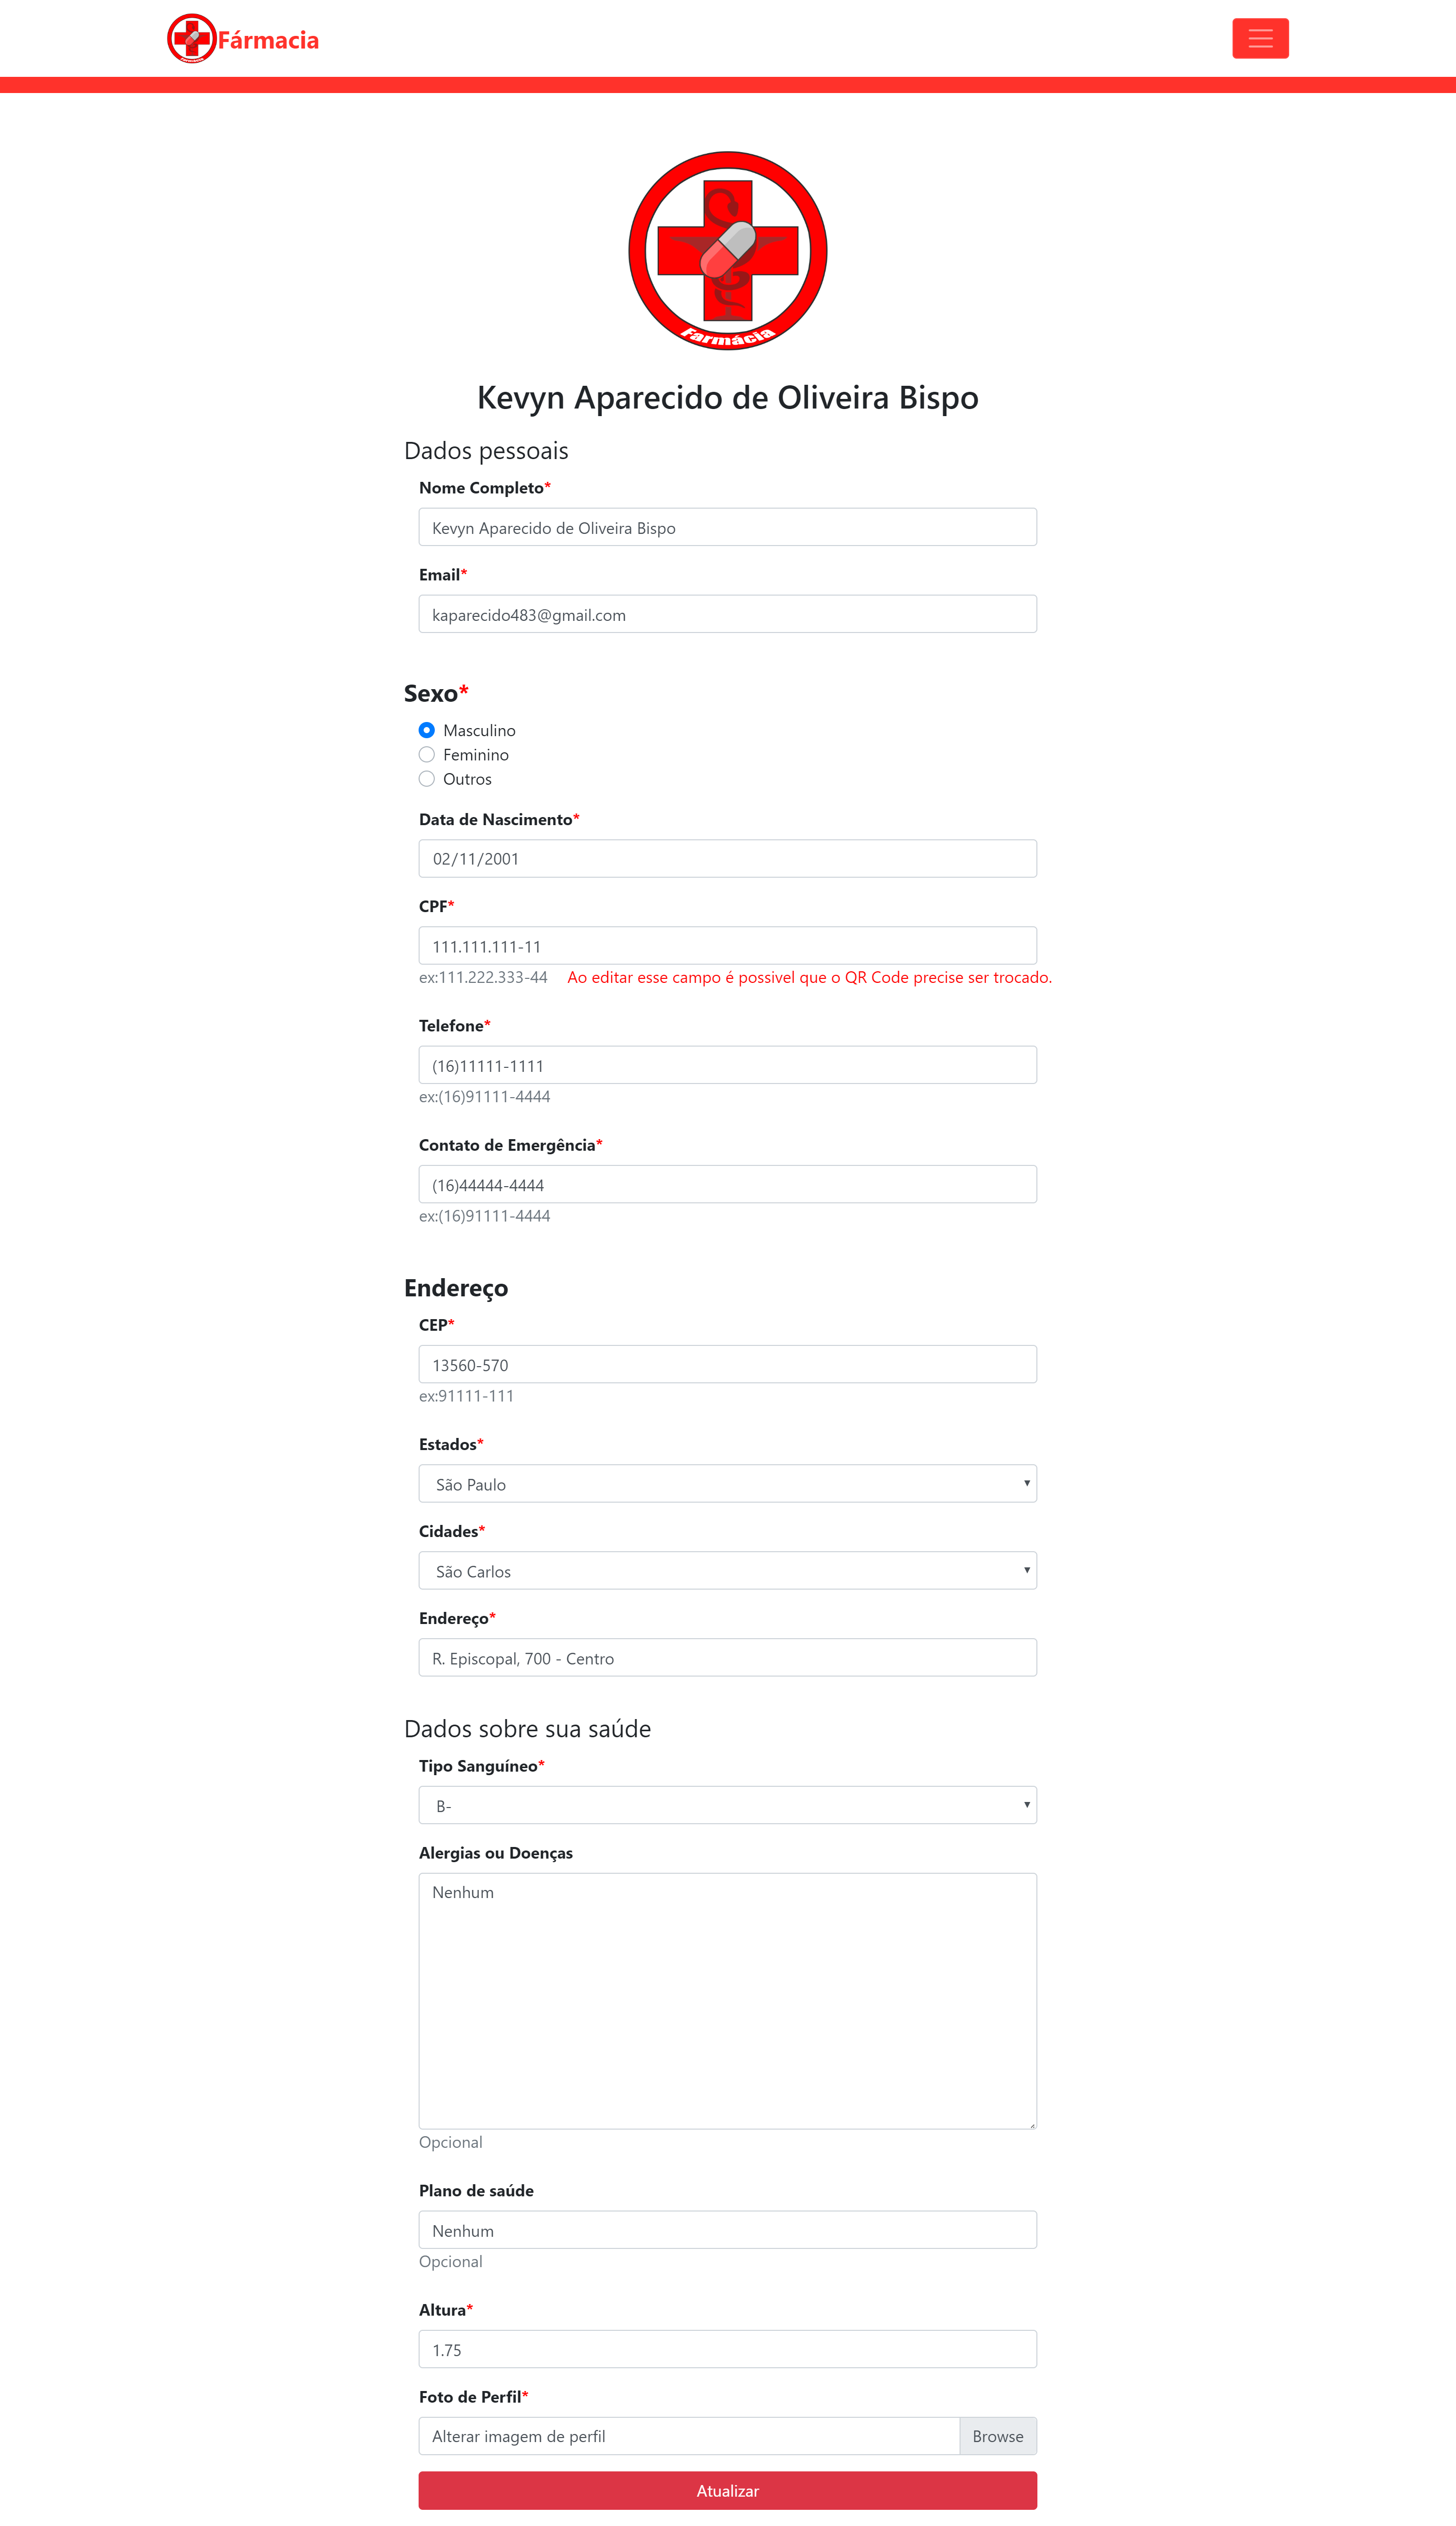 Fármacia
Farmácia
Kevyn Aparecido de Oliveira Bispo
Dados pessoais
Nome Completo*
Kevyn Aparecido de Oliveira Bispo
Email*
kaparecido483@gmail.com
Sexo*
Masculino
Feminino
Outros
Data de Nascimento*
02/11/2001
CPF*
111.111.111-11
ex:111.222.333-44 Ao editar esse campo é possivel que o QR Code precise ser trocado.
Telefone*
(16)11111-1111
ex:(16)91111-4444
Contato de Emergência*
(16)44444-4444
ex:(16)91111-4444
Endereço
CEP*
13560-570
ex:91111-111
Estados*
São Paulo
Cidades*
São Carlos
Endereço*
R. Episcopal, 700 - Centro
Dados sobre sua saúde
Tipo Sanguíneo*
B-
Alergias ou Doenças
Nenhum
Opcional
Plano de saúde
Nenhum
Opcional
Altura*
1.75
Foto de Perfil*
Alterar imagem de perfil Browse
Atualizar